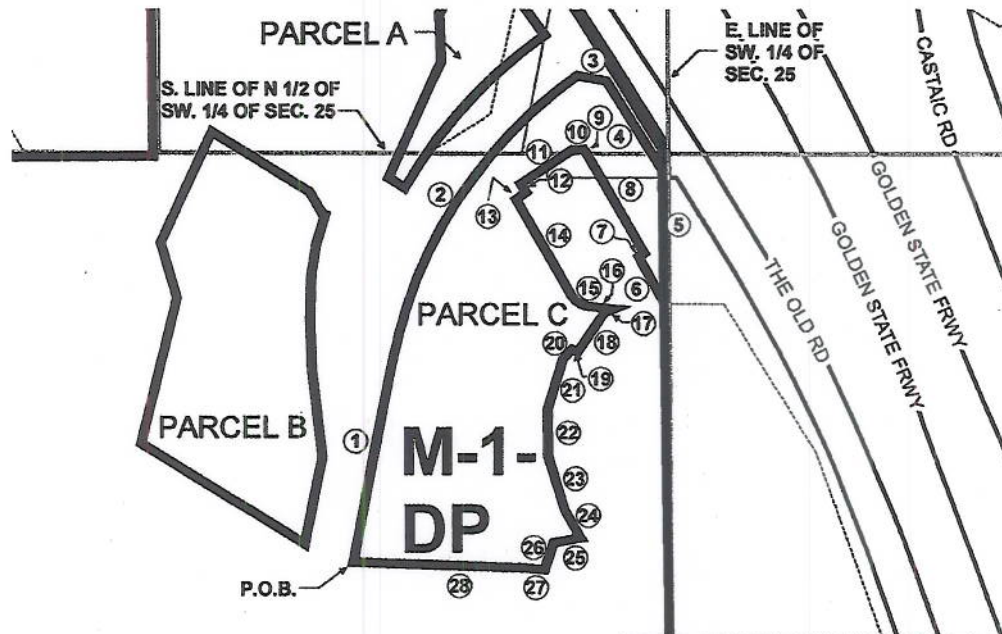 PARCEL A
E. LINE OF
SW. 1/4 OF
SEC. 25
S. LINE OF N 1/2 OF
SW. 1/4 OF SEC. 25
CASTAIC RD
GOLDEN STATE FRWY
GOLDEN STATE FRWY
THE OLD RD
3
9
10
4
11
12
8
2
13
5
14
7
16
15
6
PARCEL C
17
20
18
19
21
PARCEL B
1
22
M-1-
DP
23
24
26
25
P.O.B.
28
27